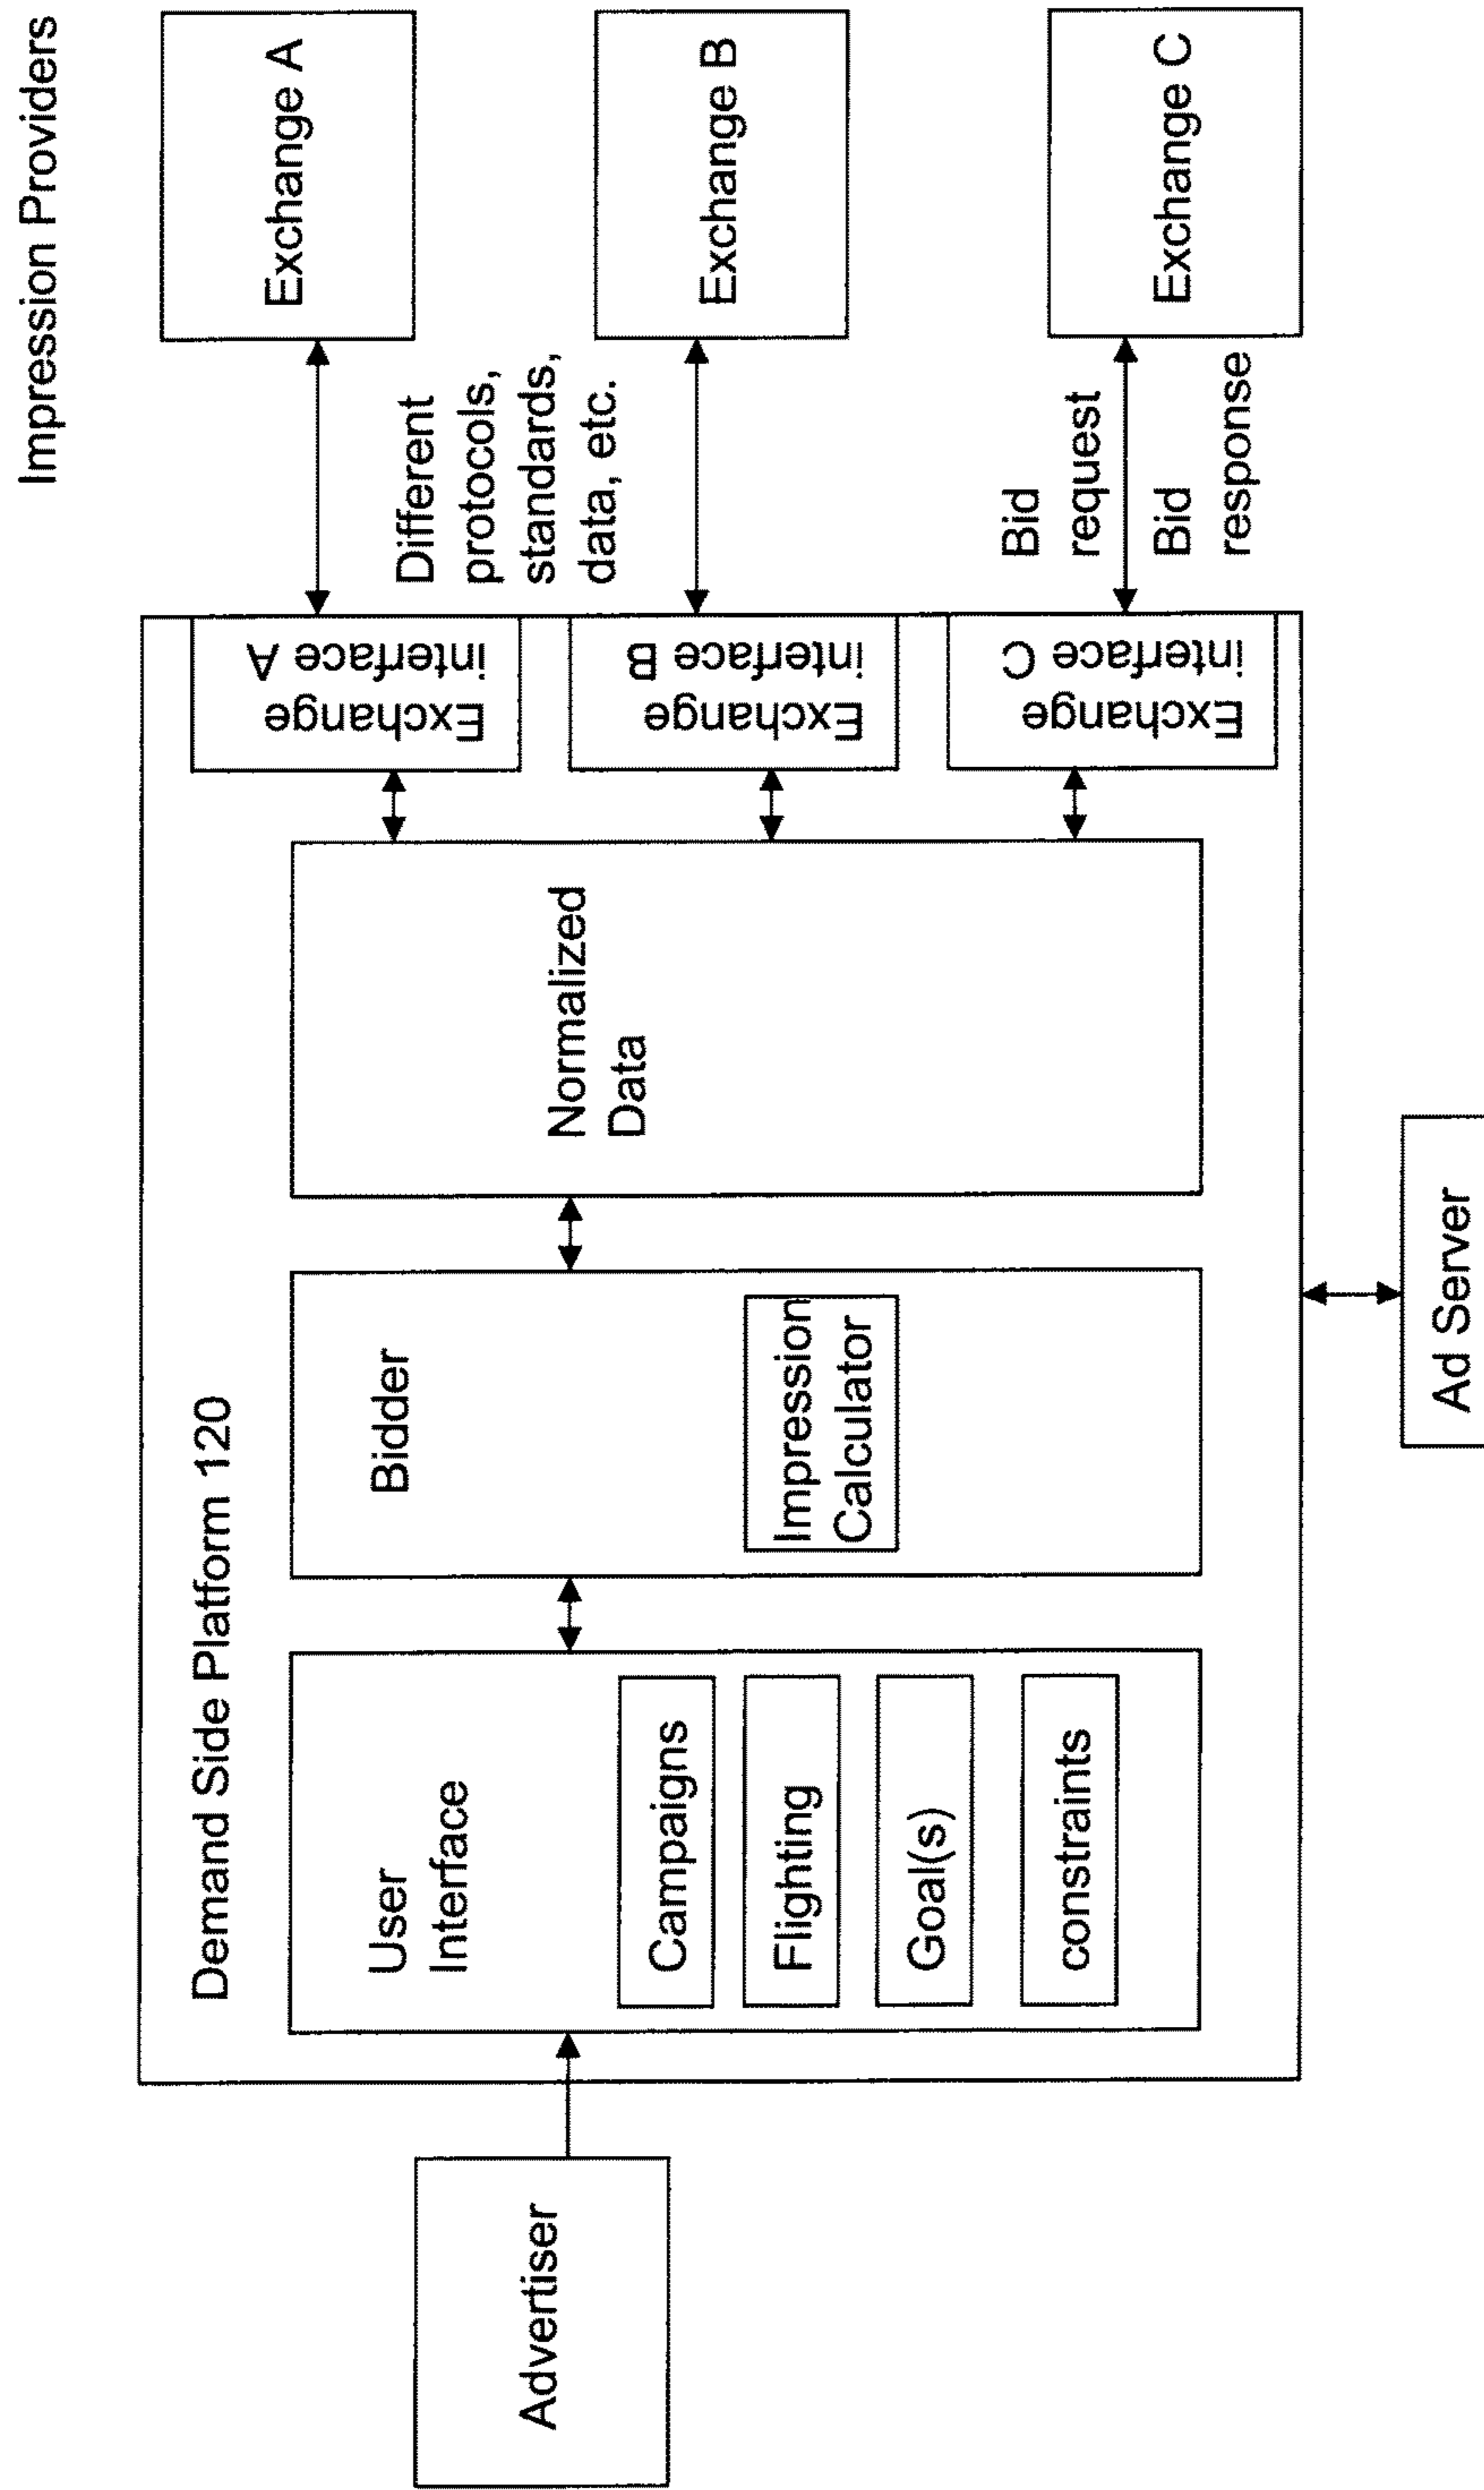 Impression Providers
Demand Side Platform 120
Advertiser
User
Interface
Campaigns
Flighting
Goal(s)
constraints
Bidder
Impression
Calculator
Normalized
Data
Exchange
interface A
Exchange
interface B
Exchange
interface C
Different
protocols,
standards,
data, etc.
Bid
request
Bid
response
Exchange A
Exchange B
Exchange C
Ad Server